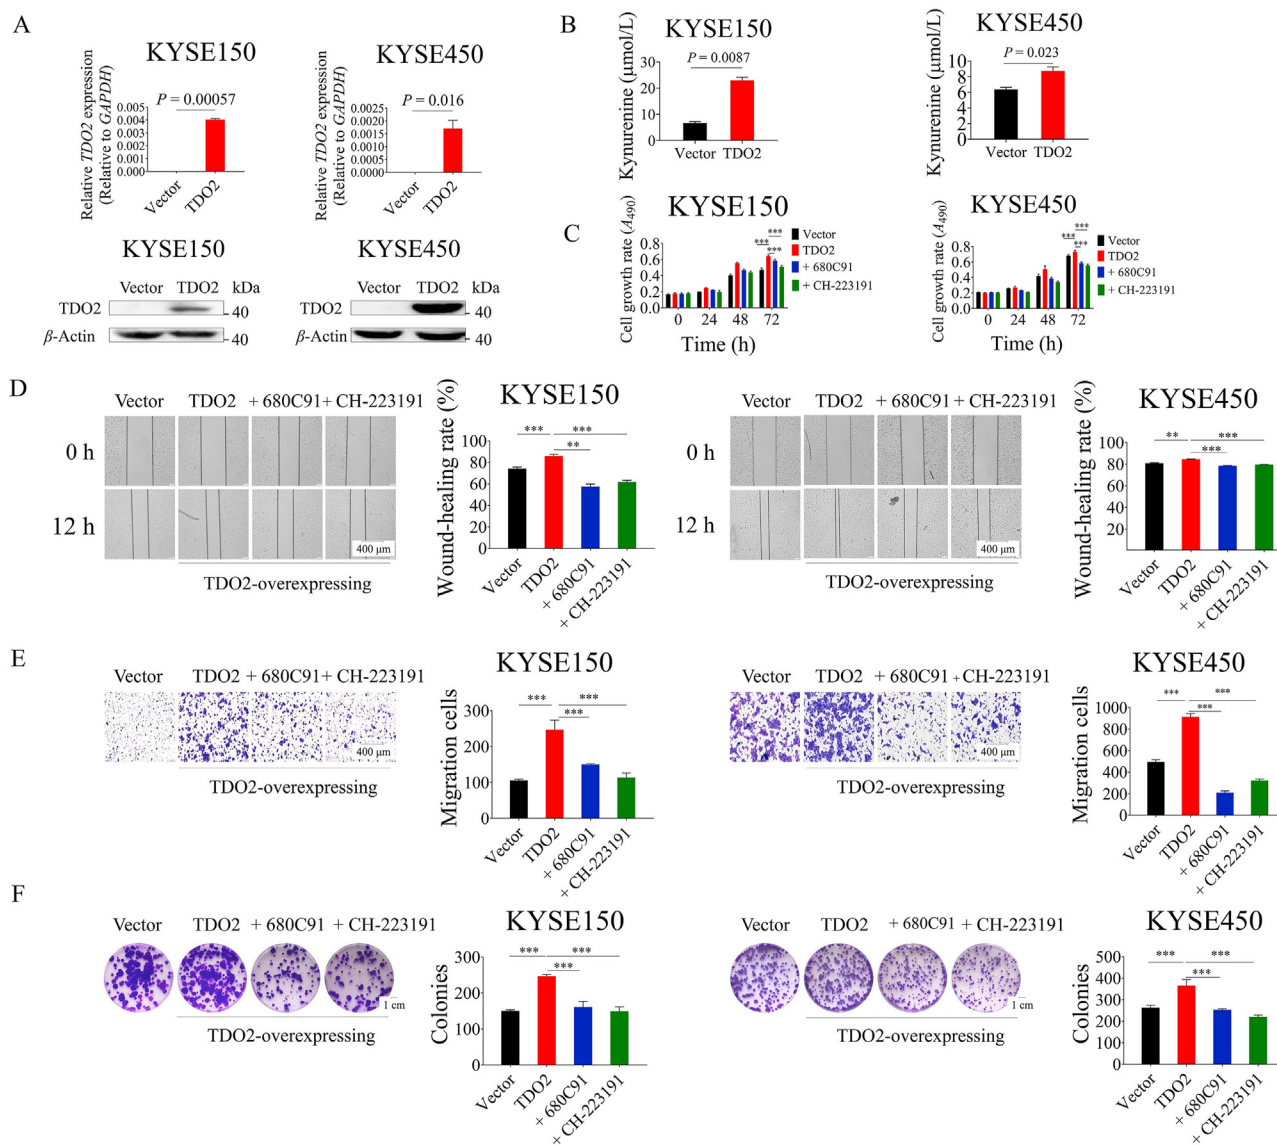 A
KYSE150
Relative TDO2 expression
(Relative to GAPDH)
P = 0.00057
0.005
0.004
0.003
0.002
0.001
0.000
Vector
TDO2
KYSE450
Relative TDO2 expression
(Relative to GAPDH)
P = 0.016
0.0025
0.0020
0.0015
0.0010
0.0005
0.0000
Vector
TDO2
KYSE150
Vector TDO2 kDa
TDO2
40
β-Actin
40
KYSE450
Vector TDO2 kDa
TDO2
40
β-Actin
40
B
KYSE150
Kynurenine (μmol/L)
P = 0.0087
30
20
10
0
Vector TDO2
KYSE450
Kynurenine (μmol/L)
P = 0.023
10
8
6
4
2
0
Vector TDO2
C
KYSE150
Cell growth rate (A490)
0.8
0.6
0.4
0.2
0.0
0 24 48 72
Time (h)
***
***
***
Vector
TDO2
+ 680C91
+ CH-223191
KYSE450
Cell growth rate (A490)
0.8
0.6
0.4
0.2
0.0
0 24 48 72
Time (h)
***
***
***
Vector
TDO2
+ 680C91
+ CH-223191
D
Vector TDO2 + 680C91 + CH-223191
0 h
12 h
400 μm
TDO2-overexpressing
KYSE150
Wound-healing rate (%)
100
80
60
40
20
0
*** ***
**
Vector
TDO2
+ 680C91
+ CH-223191
Vector TDO2 + 680C91 + CH-223191
0 h
12 h
400 μm
TDO2-overexpressing
KYSE450
Wound-healing rate (%)
100
80
60
40
20
** ***
***
Vector
TDO2
+ 680C91
+ CH-223191
E
Vector TDO2 + 680C91 + CH-223191
400 μm
TDO2-overexpressing
KYSE150
Migration cells
300
200
100
0
*** ***
***
Vector
TDO2
+ 680C91
+ CH-223191
Vector TDO2 + 680C91 + CH-223191
400 μm
TDO2-overexpressing
KYSE450
Migration cells
1000
800
600
400
200
0
*** ***
***
Vector
TDO2
+ 680C91
+ CH-223191
F
Vector TDO2 + 680C91 + CH-223191
1 cm
TDO2-overexpressing
KYSE150
Colonies
300
200
100
0
*** ***
***
Vector
TDO2
+ 680C91
+ CH-223191
Vector TDO2 + 680C91 + CH-223191
1 cm
TDO2-overexpressing
KYSE450
Colonies
500
400
300
200
100
0
*** ***
***
Vector
TDO2
+ 680C91
+ CH-223191